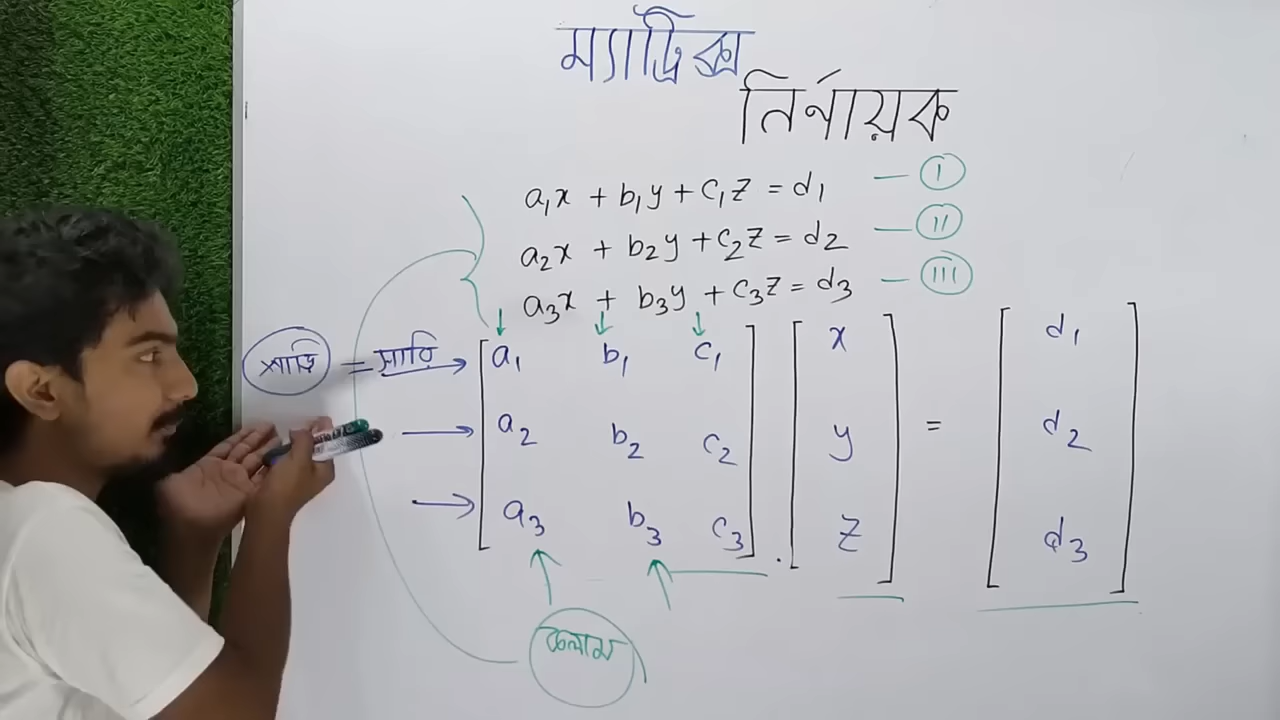 ম্যাট্রিক্স
নির্ণায়ক
a₁x + b₁y + c₁z = d₁ — I
a₂x + b₂y + c₂z = d₂ — II
a₃x + b₃y + c₃z = d₃ — III
শাড়ি = সারি → [a₁ b₁ c₁] [x] [d₁]
→ [a₂ b₂ c₂] [y] = [d₂]
→ [a₃ b₃ c₃] . [z] [d₃]
কলাম